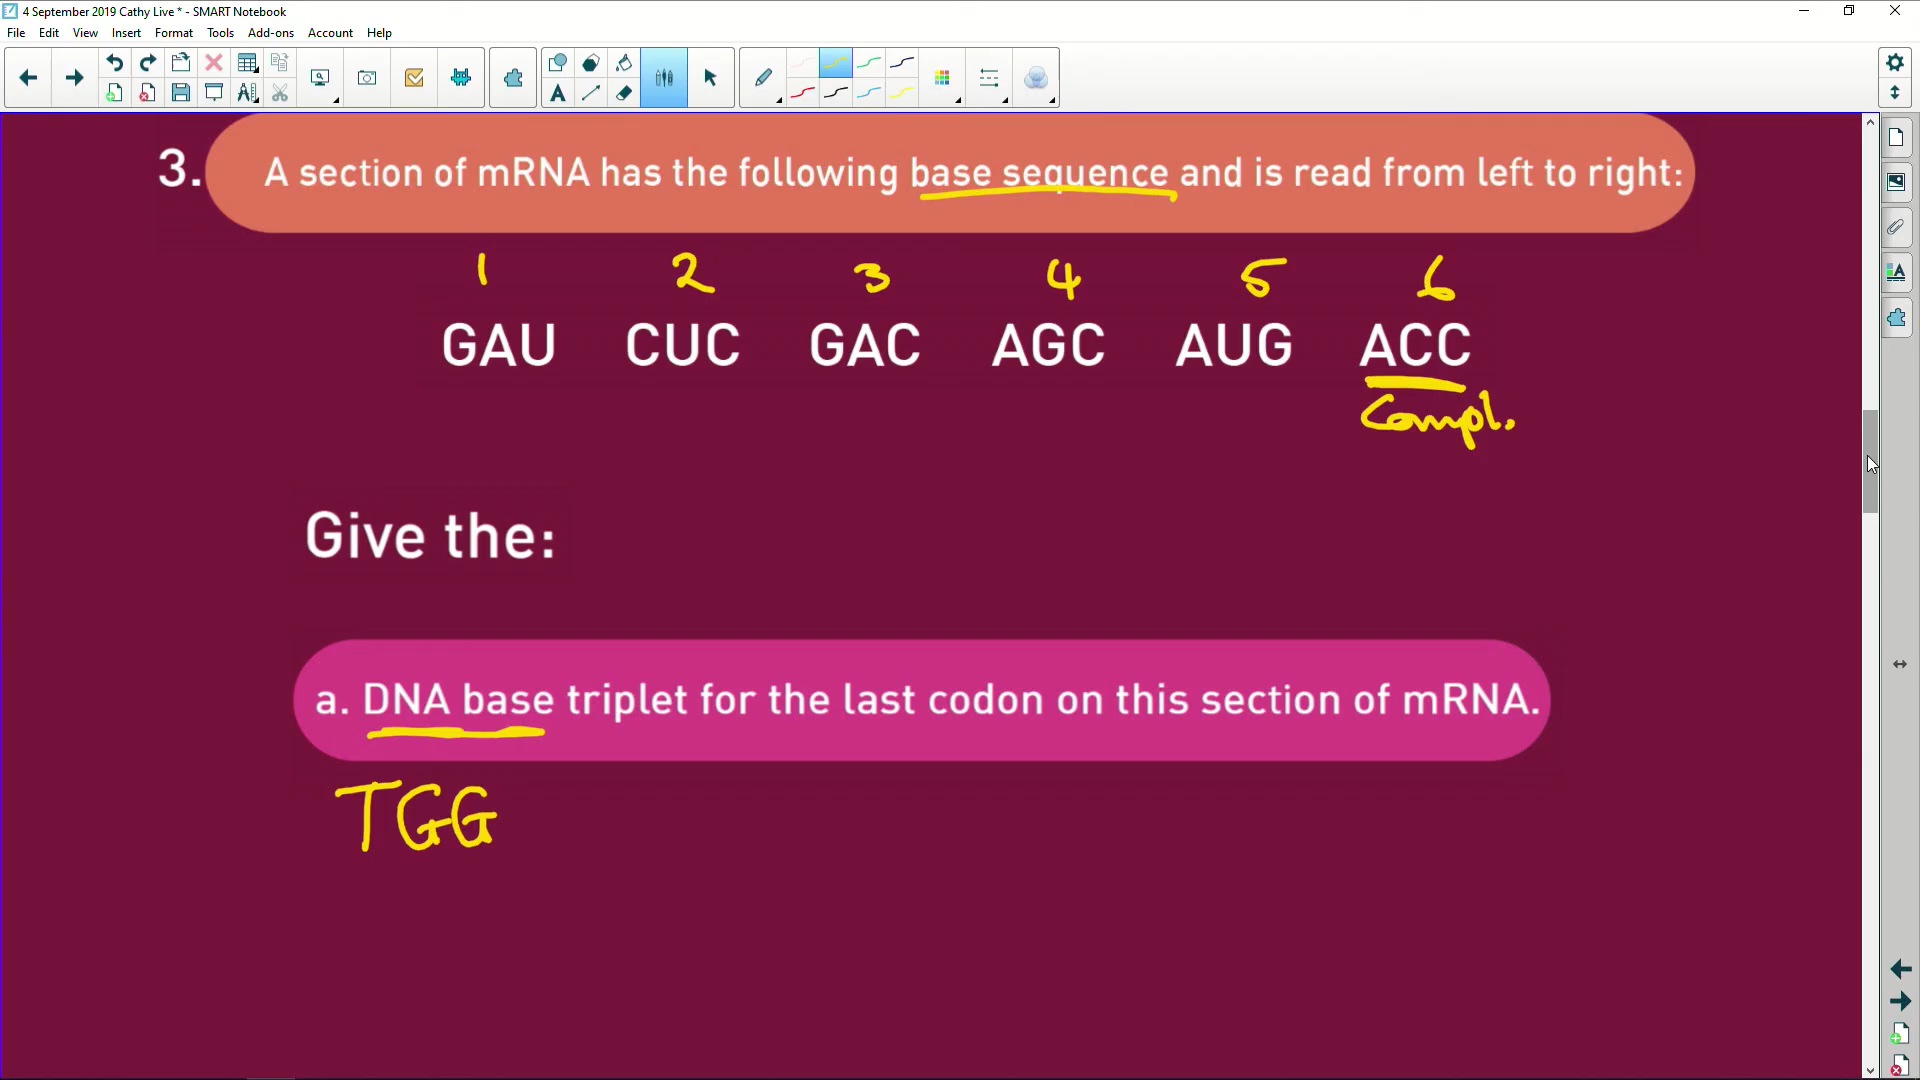 4 September 2019 Cathy Live * - SMART Notebook
File Edit View Insert Format Tools Add-ons Account Help
3. A section of mRNA has the following base sequence and is read from left to right:
1 2 3 4 5 6
GAU CUC GAC AGC AUG ACC
Compl.
Give the:
a. DNA base triplet for the last codon on this section of mRNA.
TGG